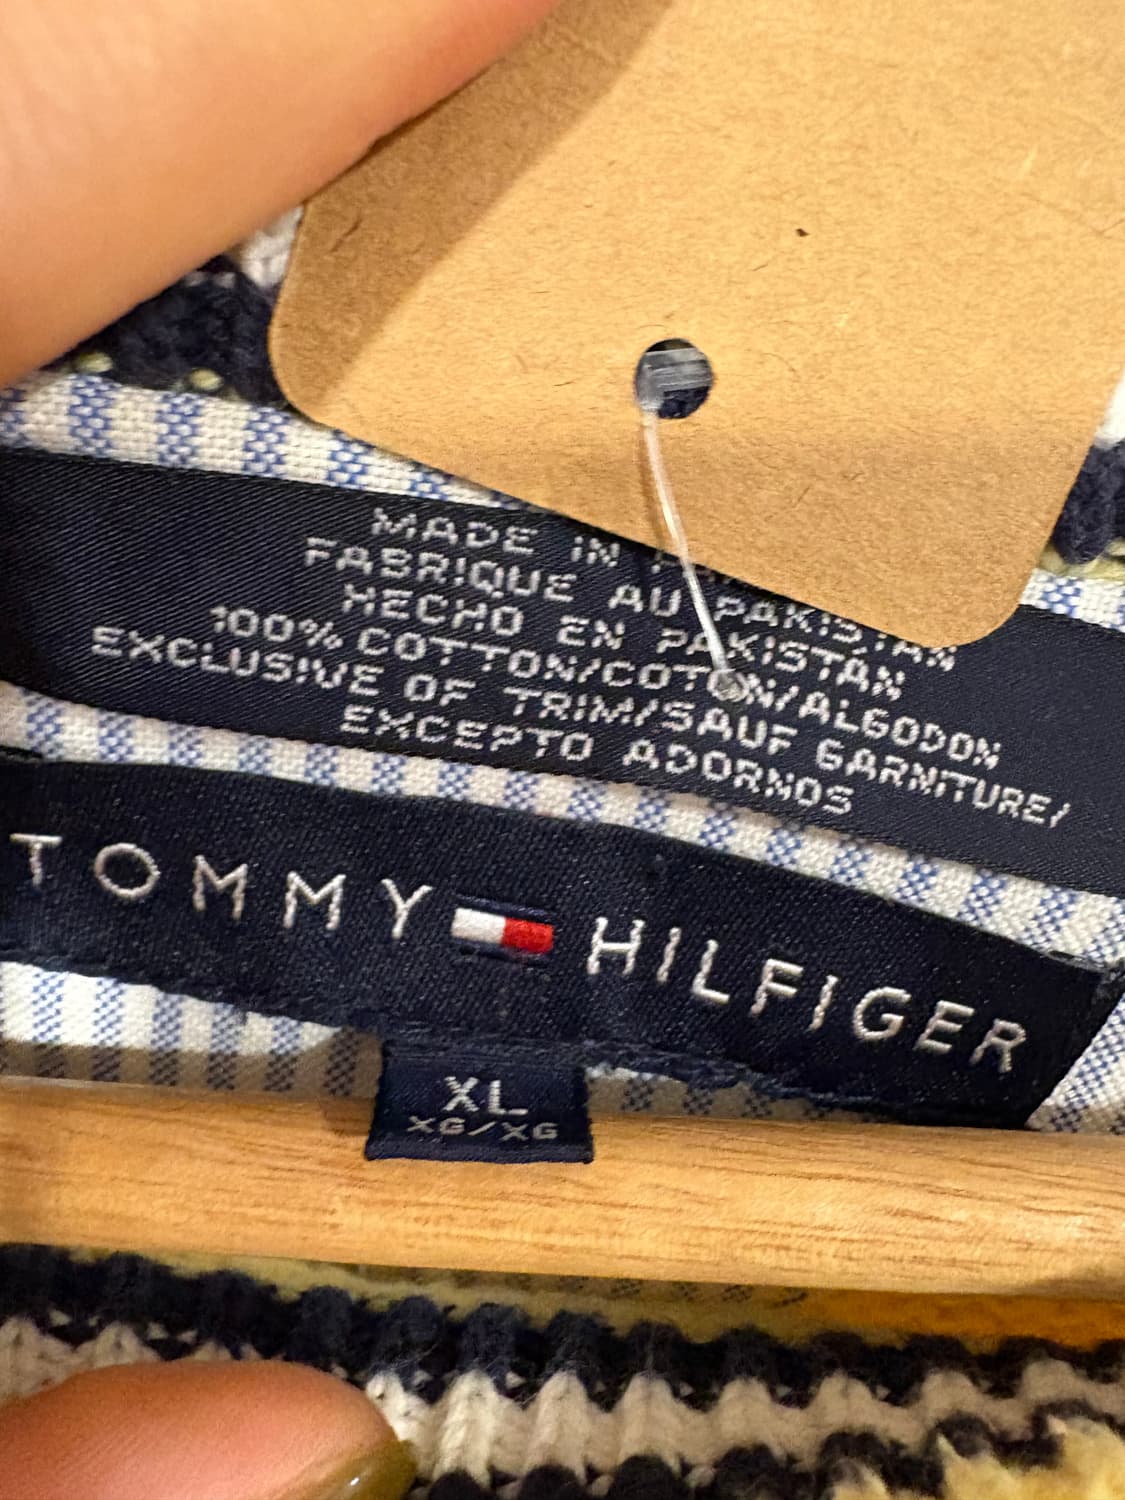 MADE IN
FABRIQUE AU PAKISTAN
HECHO EN PAKISTAN
100% COTTON/COTON/ALGODON
EXCLUSIVE OF TRIM/SAUF GARNITURE/
EXCEPTO ADORNOS
TOMMY HILFIGER
XL
XG/XG